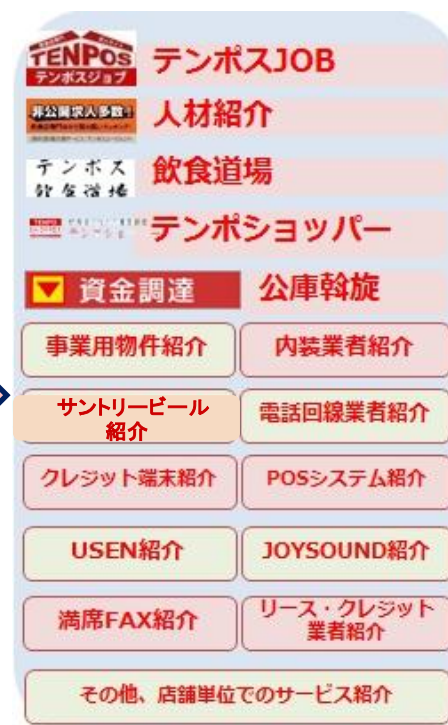 TENPOS
テンポスジョブ
テンポスJOB
非公開求人多数!
人材紹介
テンポス
飲食道場
飲食道場
テンポショッパー
資金調達
公庫斡旋
事業用物件紹介
内装業者紹介
サントリービール
紹介
電話回線業者紹介
クレジット端末紹介
POSシステム紹介
USEN紹介
JOYSOUND紹介
満席FAX紹介
リース・クレジット
業者紹介
その他、店舗単位でのサービス紹介